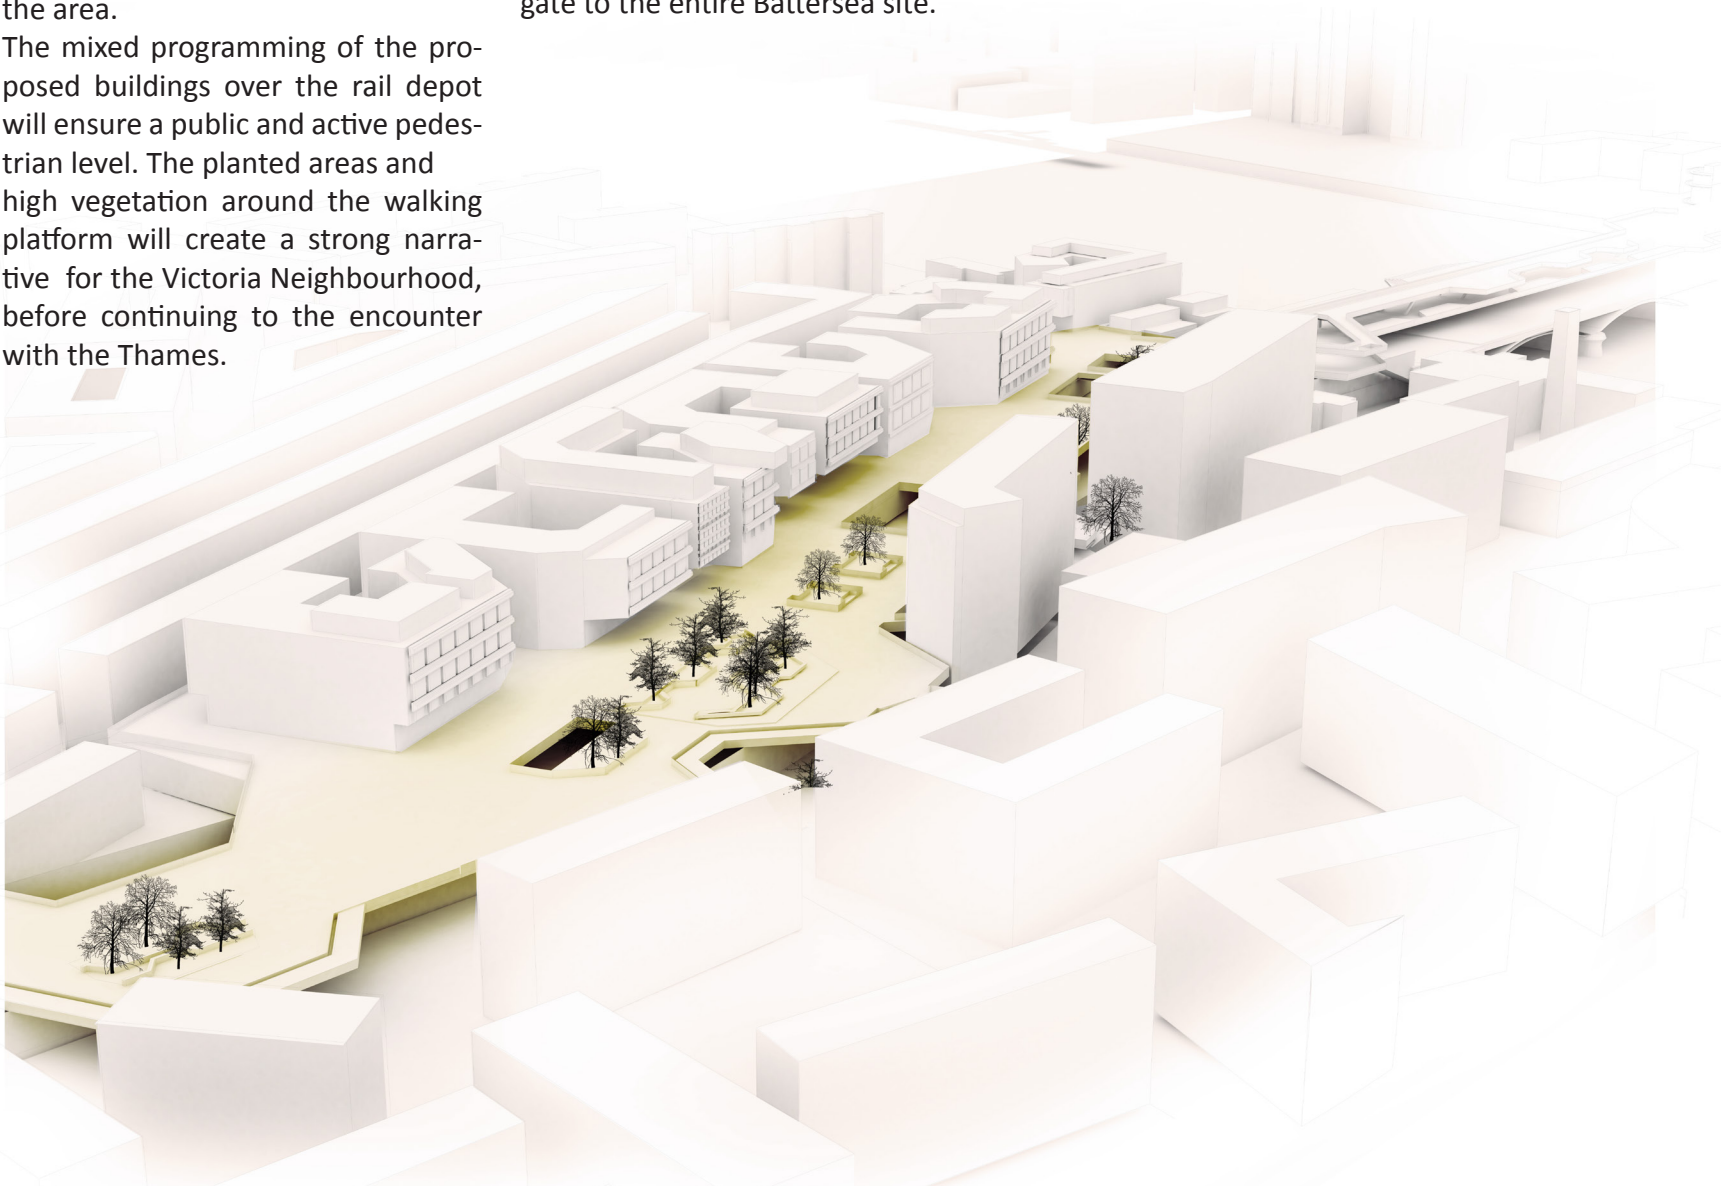 the area.
The mixed programming of the pro-
posed buildings over the rail depot
will ensure a public and active pedes-
trian level. The planted areas and
high vegetation around the walking
platform will create a strong narra-
tive for the Victoria Neighbourhood,
before continuing to the encounter
with the Thames.
gate to the entire Battersea site.